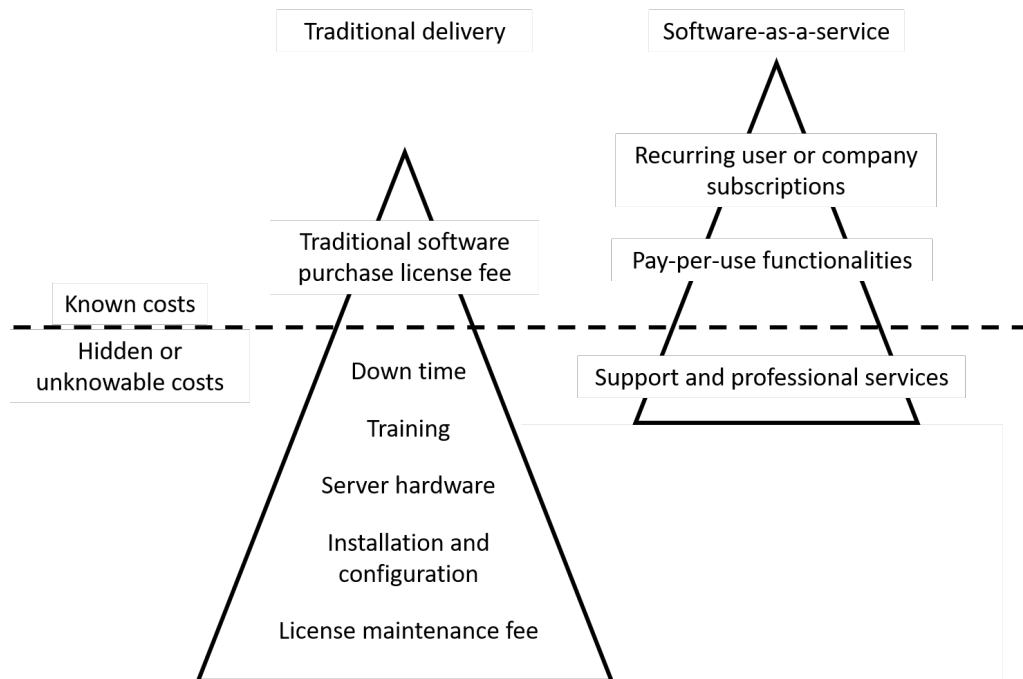 Traditional delivery
Software-as-a-service
Recurring user or company
subscriptions
Traditional software
purchase license fee
Pay-per-use functionalities
Known costs
Hidden or
unknowable costs
Down time
Support and professional services
Training
Server hardware
Installation and
configuration
License maintenance fee